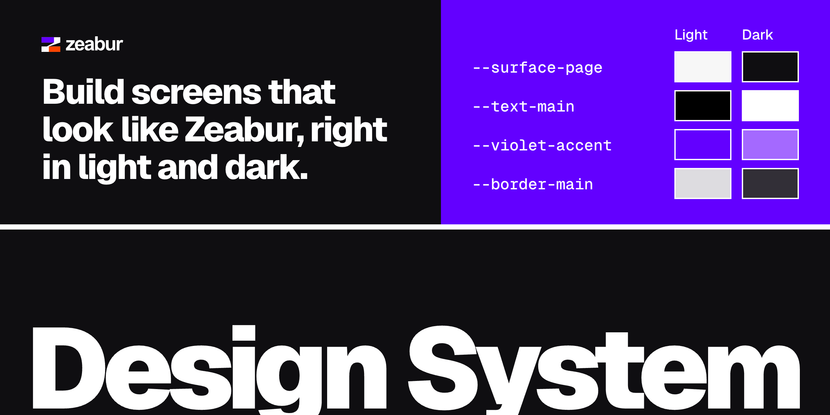 zeabur
Build screens that
look like Zeabur, right
in light and dark.
Light Dark
--surface-page
--text-main
--violet-accent
--border-main
Design System